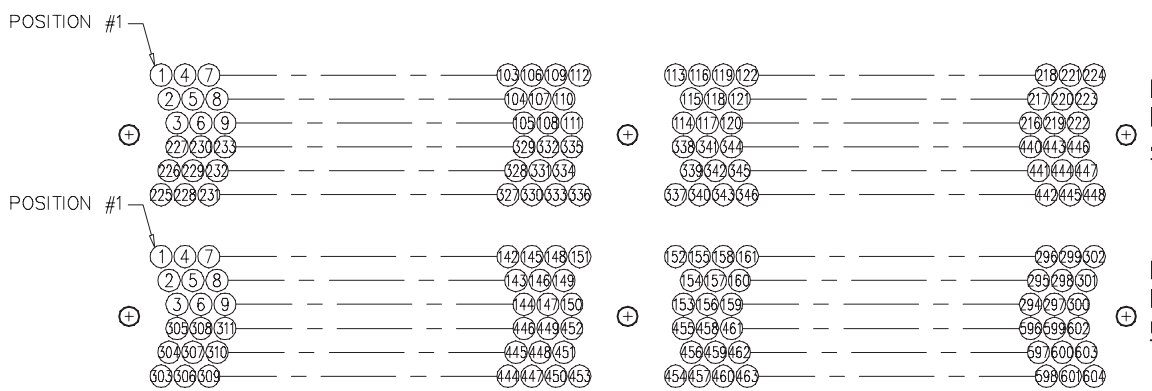 POSITION #1
1 4 7 103 106 109 112 113 116 119 122 218 221 224
2 5 8 104 107 110 115 118 121 217 220 223
3 6 9 105 108 111 114 117 120 216 219 222
227 230 233 329 332 335 338 341 344 440 443 446
226 229 232 328 331 334 339 342 345 441 444 447
225 228 231 327 330 333 336 337 340 343 346 442 445 448
POSITION #1
1 4 7 142 145 148 151 152 155 158 161 296 299 302
2 5 8 143 146 149 154 157 160 295 298 301
3 6 9 144 147 150 153 156 159 294 297 300
305 308 311 446 449 452 455 458 461 596 599 602
304 307 310 445 448 451 456 459 462 597 600 603
303 306 309 444 447 450 453 454 457 460 463 598 601 604